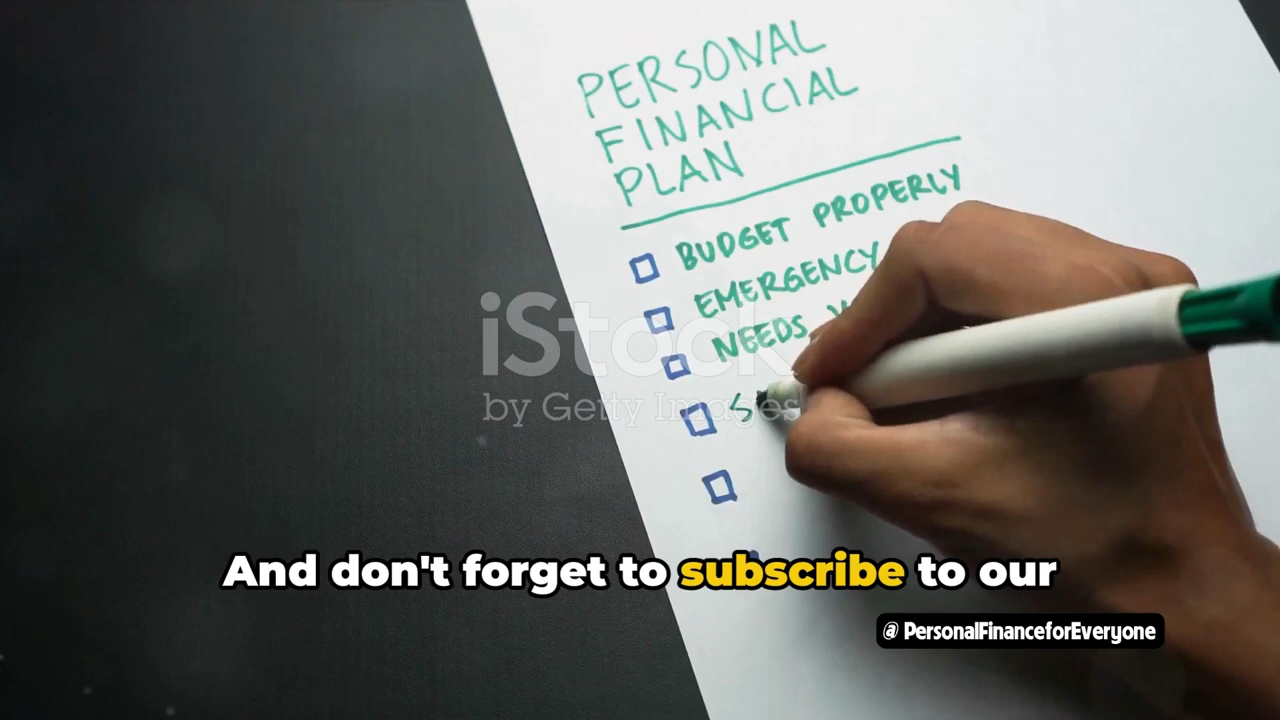 PERSONAL
FINANCIAL
PLAN
BUDGET PROPERLY
EMERGENCY
NEEDS
S
iStock
by Getty Images
And don't forget to subscribe to our
@ PersonalFinanceforEveryone